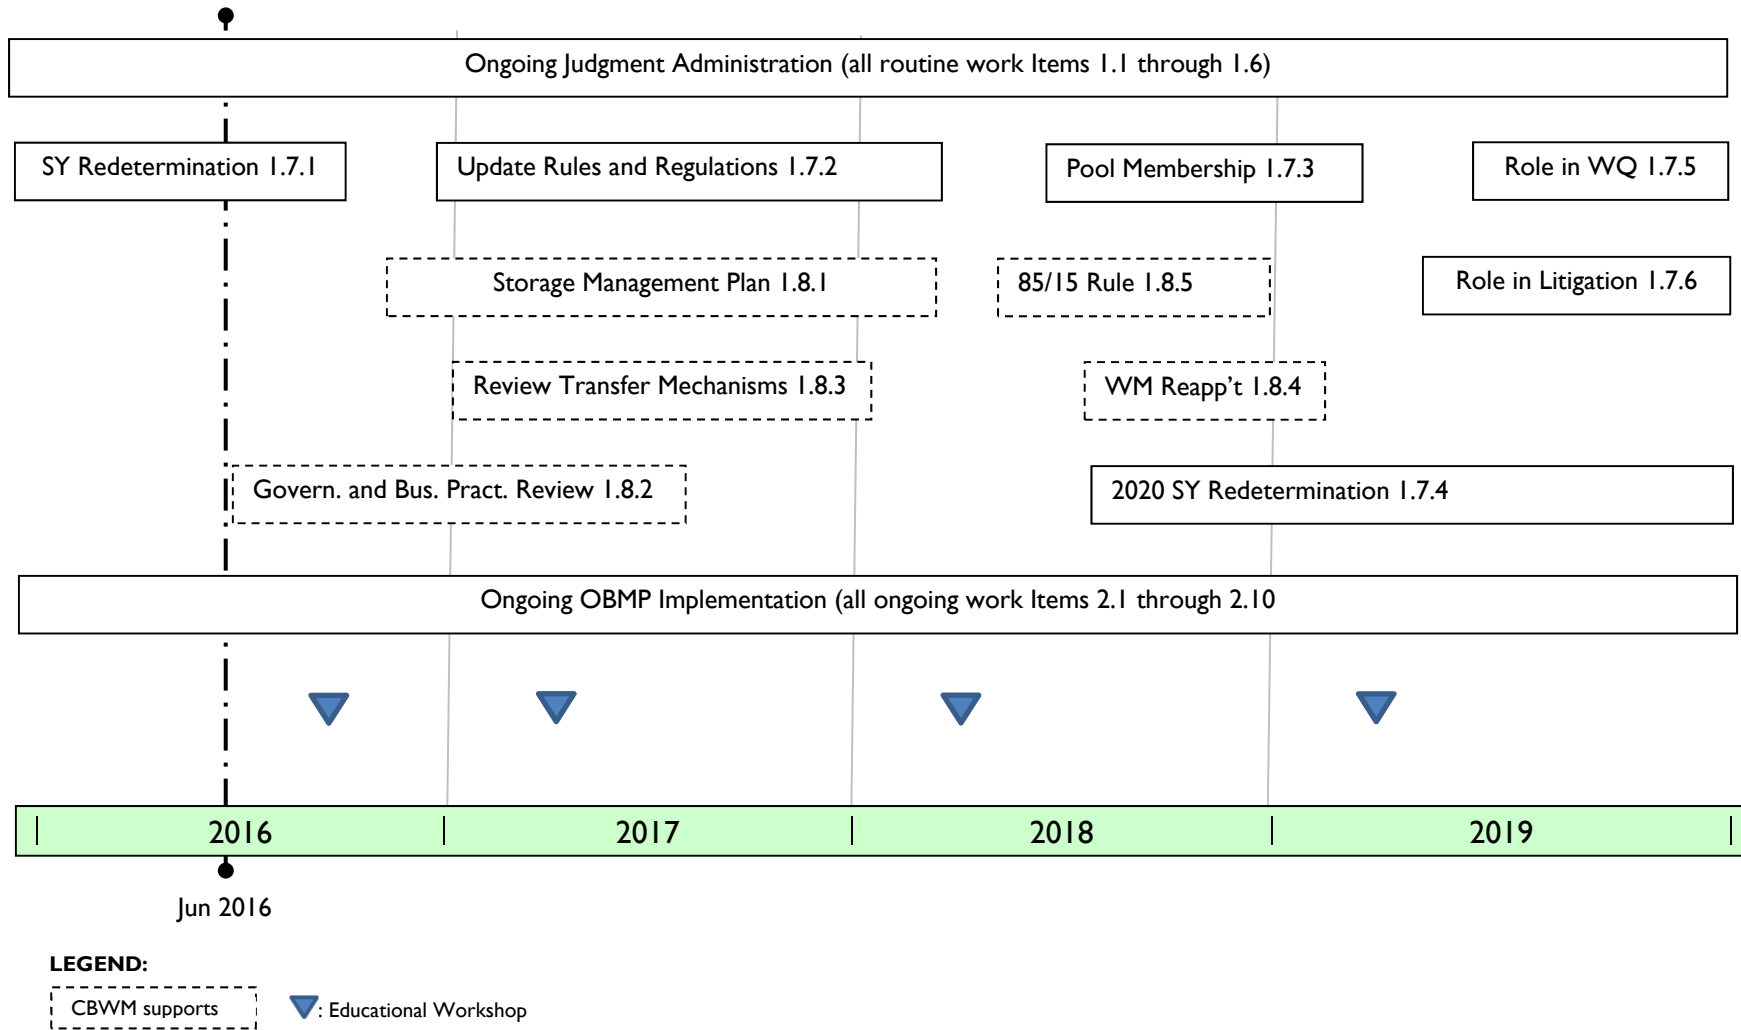 Ongoing Judgment Administration (all routine work Items 1.1 through 1.6)
SY Redetermination 1.7.1
Update Rules and Regulations 1.7.2
Pool Membership 1.7.3
Role in WQ 1.7.5
Storage Management Plan 1.8.1
85/15 Rule 1.8.5
Role in Litigation 1.7.6
Review Transfer Mechanisms 1.8.3
WM Reapp’t 1.8.4
Govern. and Bus. Pract. Review 1.8.2
2020 SY Redetermination 1.7.4
Ongoing OBMP Implementation (all ongoing work Items 2.1 through 2.10
2016
2017
2018
2019
Jun 2016
LEGEND:
CBWM supports
: Educational Workshop